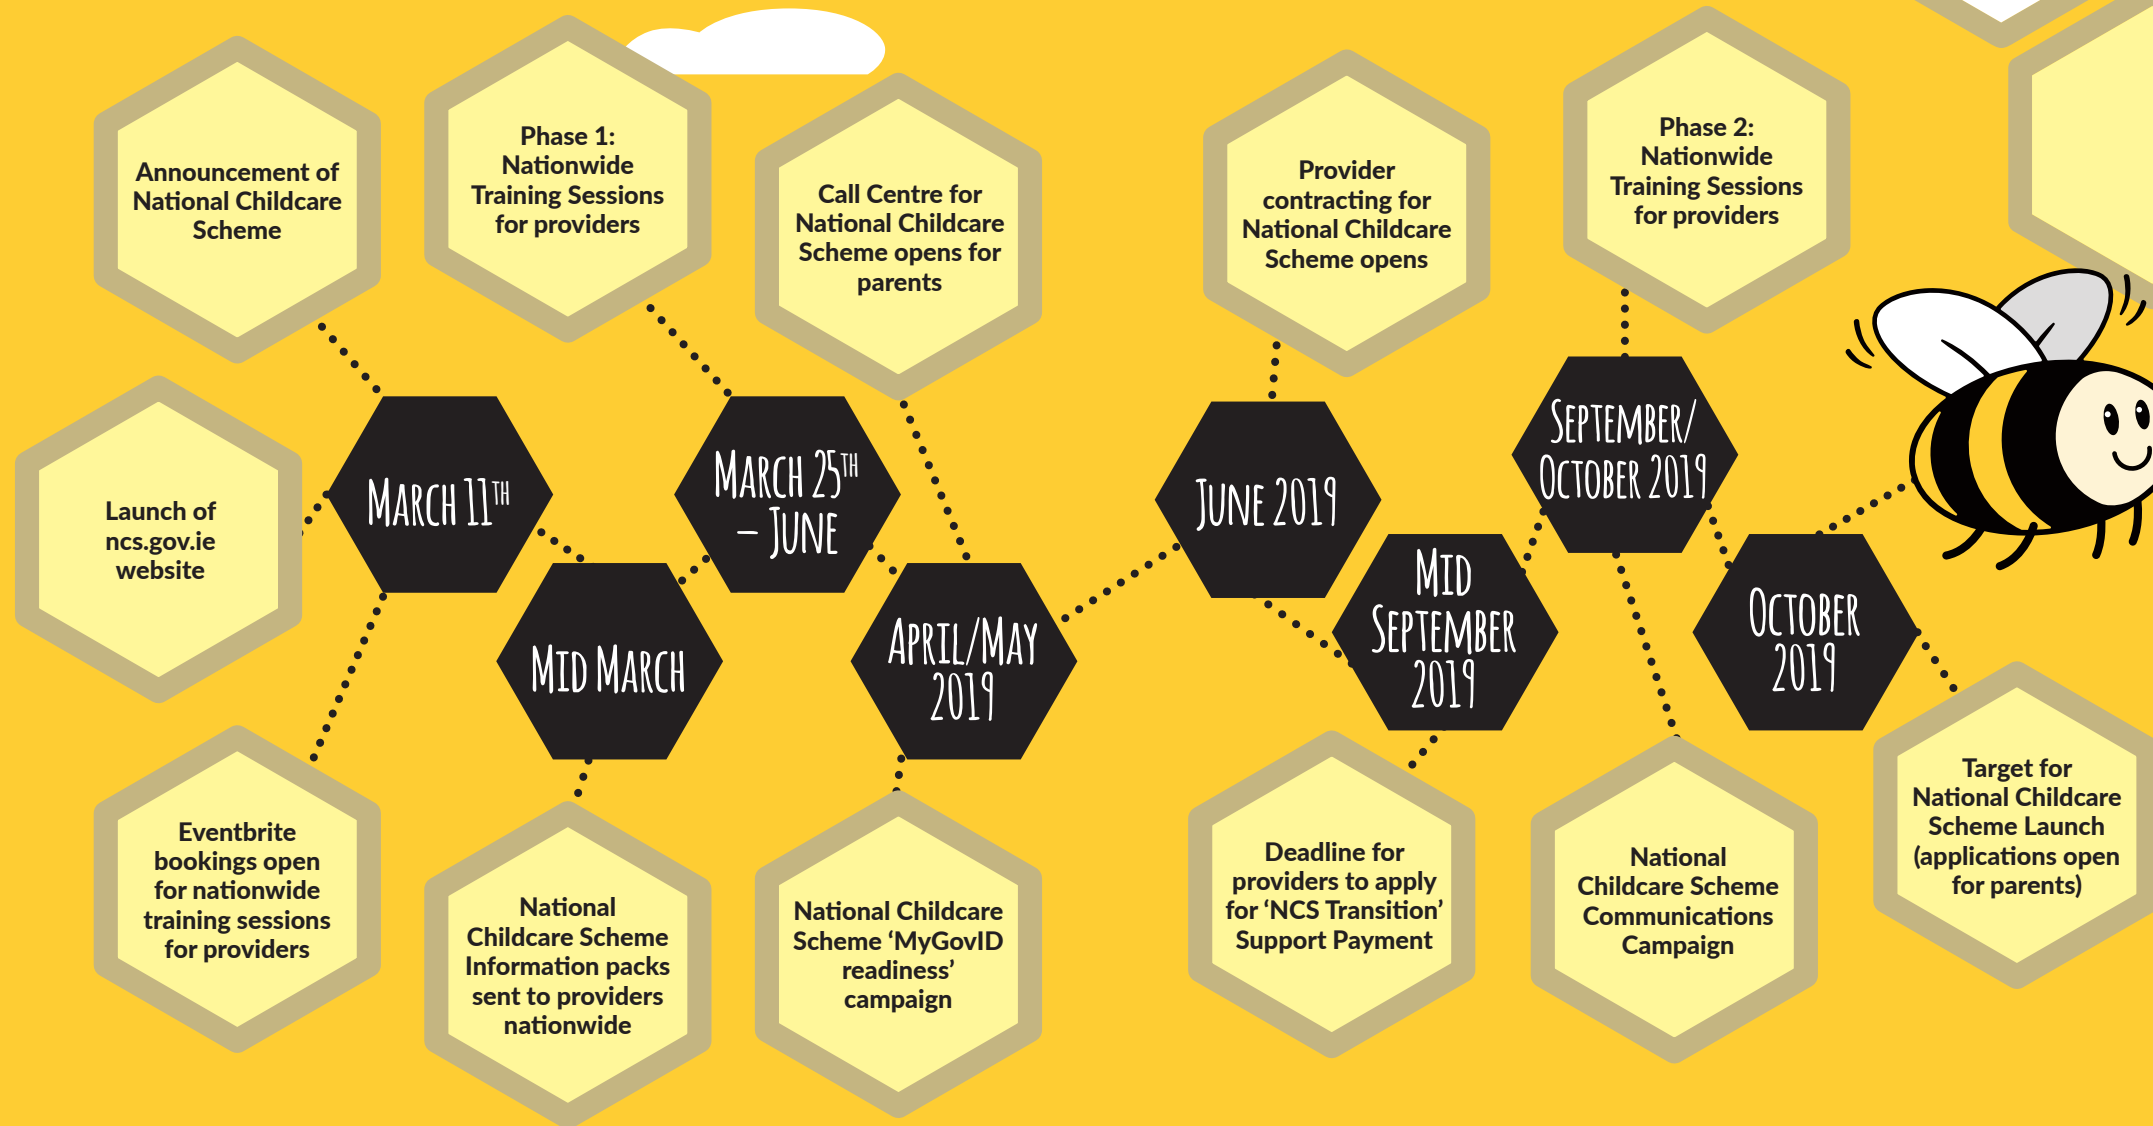 Announcement of
National Childcare
Scheme
Phase 1:
Nationwide
Training Sessions
for providers
Call Centre for
National Childcare
Scheme opens for
parents
Provider
contracting for
National Childcare
Scheme opens
Phase 2:
Nationwide
Training Sessions
for providers
Launch of
ncs.gov.ie
website
MARCH 11TH
MID MARCH
MARCH 25TH
– JUNE
APRIL/MAY
2019
JUNE 2019
MID
SEPTEMBER
2019
SEPTEMBER/
OCTOBER 2019
OCTOBER
2019
Eventbrite
bookings open
for nationwide
training sessions
for providers
National
Childcare Scheme
Information packs
sent to providers
nationwide
National Childcare
Scheme ‘MyGovID
readiness’
campaign
Deadline for
providers to apply
for ‘NCS Transition’
Support Payment
National
Childcare Scheme
Communications
Campaign
Target for
National Childcare
Scheme Launch
(applications open
for parents)